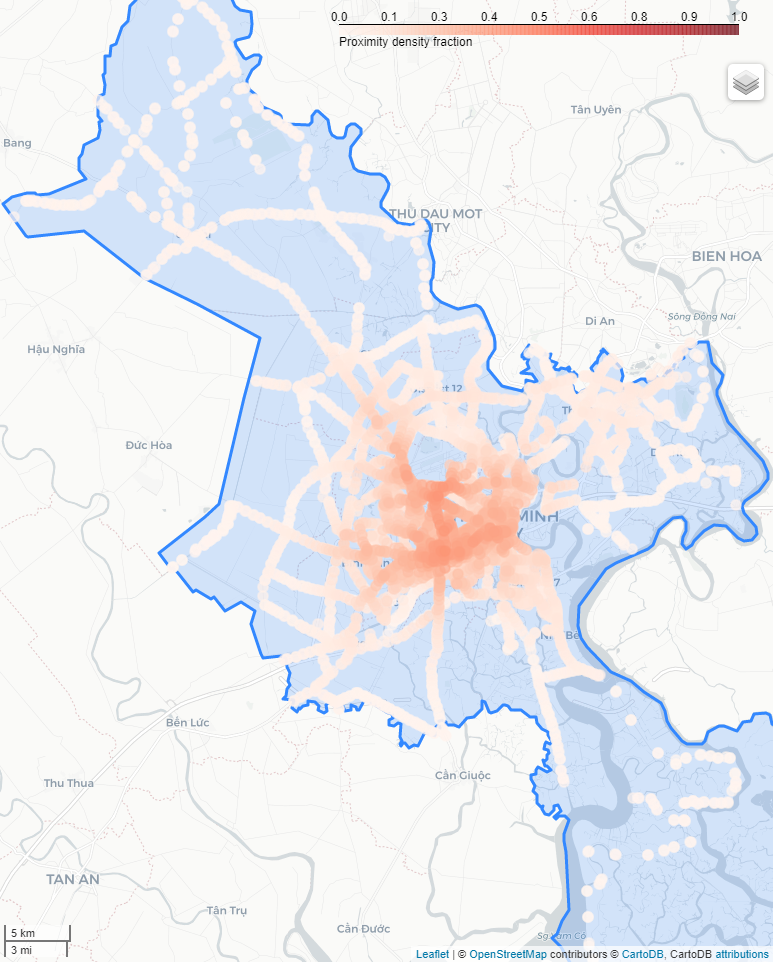 0.0 0.1 0.3 0.4 0.5 0.6 0.8 0.9 1.0
Proximity density fraction
Tân Uyên
Bang
THU DAU MOT
CITY
BIEN HOA
Sông Đồng Nai
Di An
Hậu Nghĩa
12
Đức Hòa
MINH
7
Bến Lức
Cần Giuộc
Thu Thua
TAN AN
Tân Trụ
Cần Đước
5 km
3 mi
Leaflet | © OpenStreetMap contributors © CartoDB, CartoDB attributions